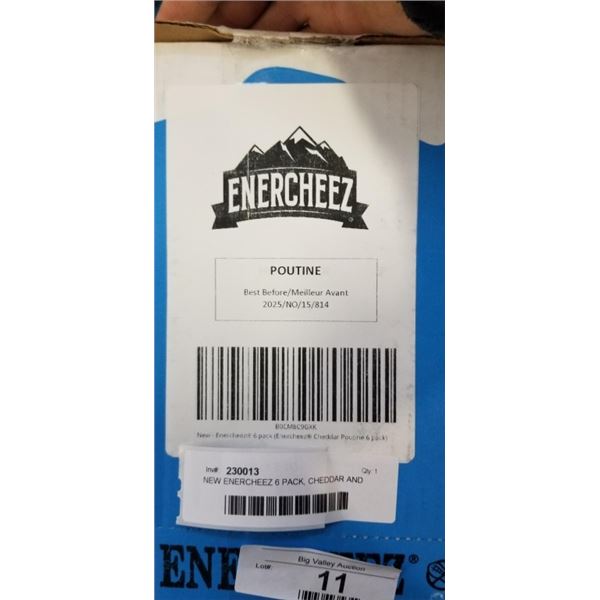 ENERCHEEZ
®
POUTINE
Best Before/Meilleur Avant
2025/NO/15/814
New - Enercheez® 6 pack (Enercheez® Cheddar Poutine 6 pack)
Inv#: 230013 Qty: 1
NEW ENERCHEEZ 6 PACK, CHEDDAR AND
Big Valley Auction
Lot#: 11